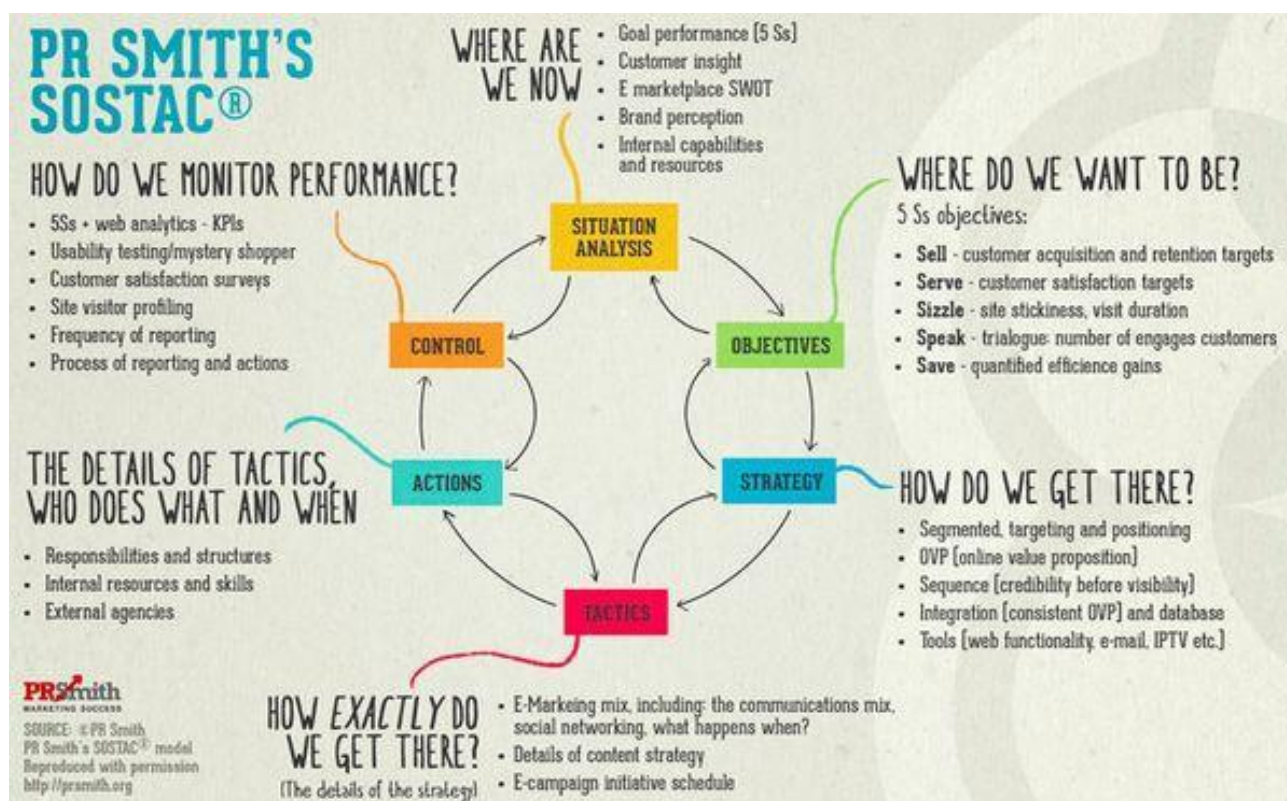 PR SMITH'S
SOSTAC®
WHERE ARE
WE NOW
• Goal performance (5 Ss)
• Customer insight
• E marketplace SWOT
• Brand perception
• Internal capabilities
and resources
HOW DO WE MONITOR PERFORMANCE?
• 5Ss + web analytics - KPIs
• Usability testing/mystery shopper
• Customer satisfaction surveys
• Site visitor profiling
• Frequency of reporting
• Process of reporting and actions
WHERE DO WE WANT TO BE?
5 Ss objectives:
• Sell - customer acquisition and retention targets
• Serve - customer satisfaction targets
• Sizzle - site stickiness, visit duration
• Speak - trialogue: number of engages customers
• Save - quantified efficience gains
SITUATION
ANALYSIS
CONTROL
OBJECTIVES
ACTIONS
STRATEGY
TACTICS
THE DETAILS OF TACTICS,
WHO DOES WHAT AND WHEN
• Responsibilities and structures
• Internal resources and skills
• External agencies
HOW DO WE GET THERE?
• Segmented, targeting and positioning
• OVP (online value proposition)
• Sequence (credibility before visibility)
• Integration (consistent OVP) and database
• Tools (web functionality, e-mail, IPTV etc.)
HOW EXACTLY DO
WE GET THERE?
(The details of the strategy)
• E-Markeing mix, including: the communications mix,
social networking, what happens when?
• Details of content strategy
• E-campaign initiative schedule
PRSmith
MARKETING SUCCESS
SOURCE: ©PR Smith
PR Smith's SOSTAC® model
Reproduced with permission
http://prsmith.org